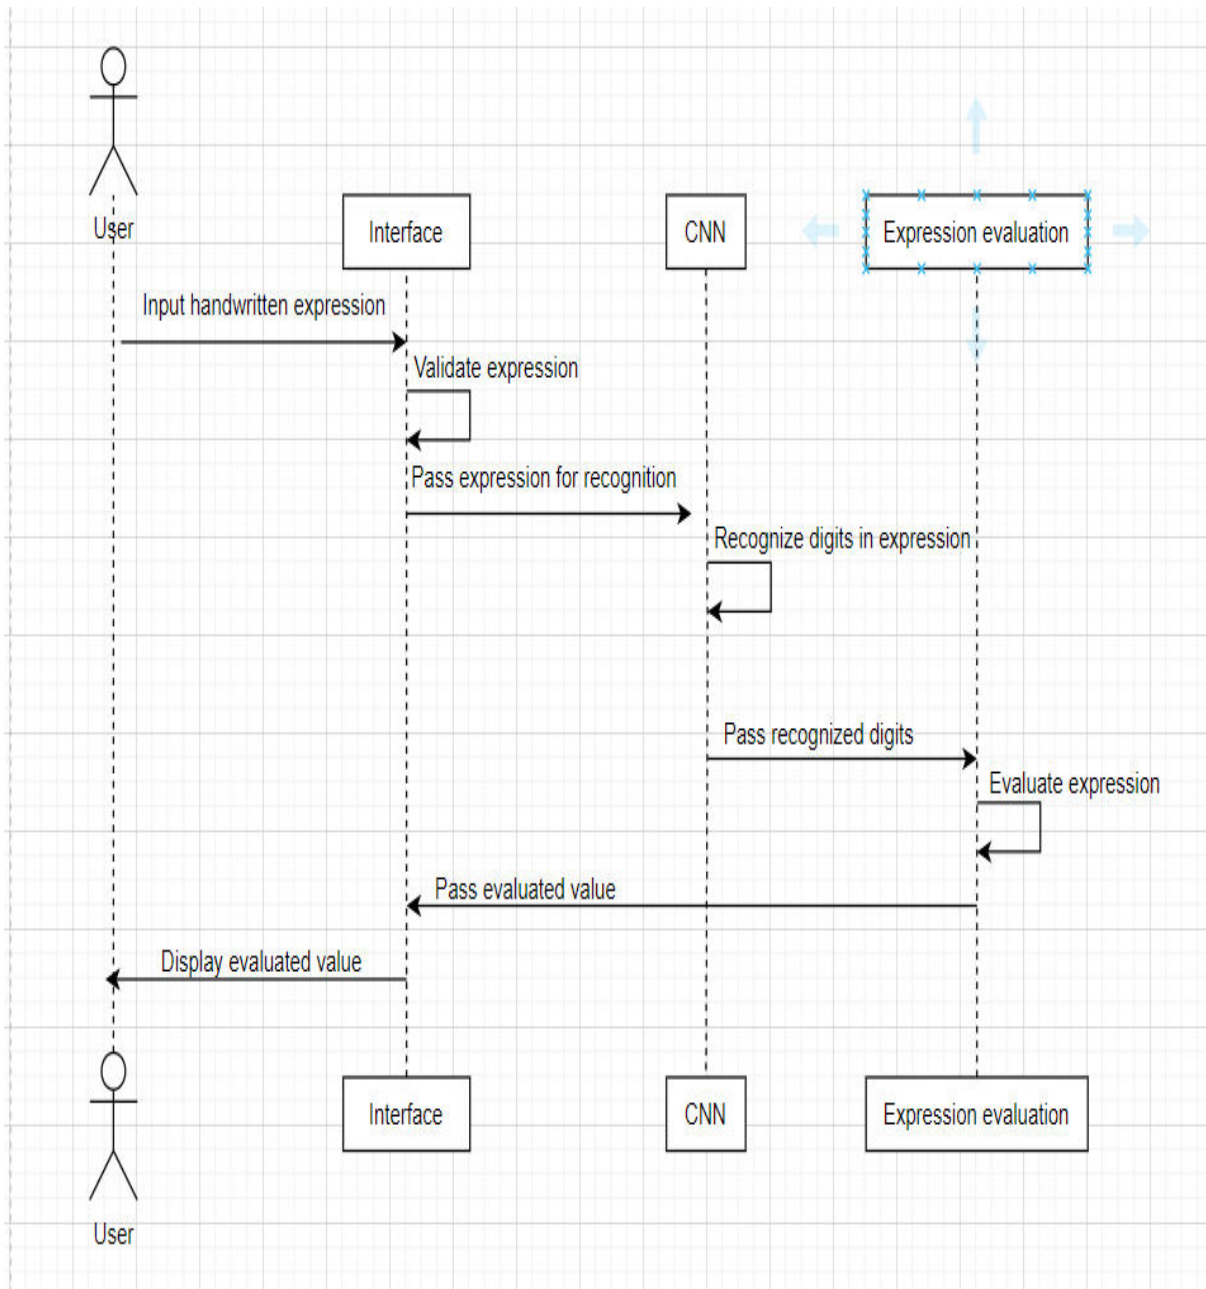 User
Interface
CNN
Expression evaluation
Input handwritten expression
Validate expression
Pass expression for recognition
Recognize digits in expression
Pass recognized digits
Evaluate expression
Pass evaluated value
Display evaluated value
Interface
CNN
Expression evaluation
User